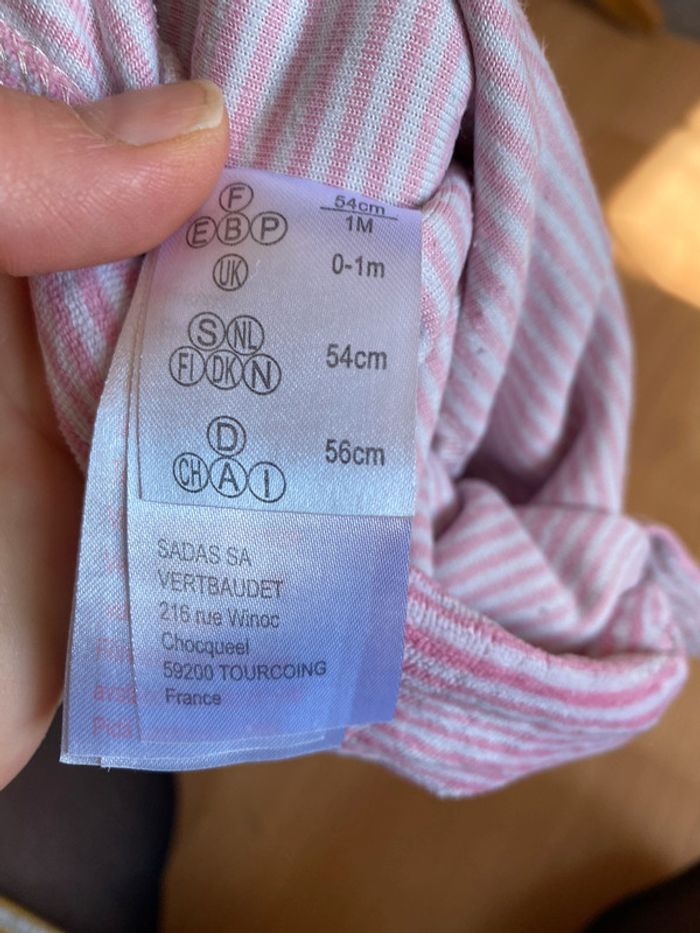 F 54cm
E B P 1M
UK 0-1m
S NL
FI DK N 54cm
D
CH A I 56cm
SADAS SA
VERTBAUDET
216 rue Winoc
Chocqueel
59200 TOURCOING
France